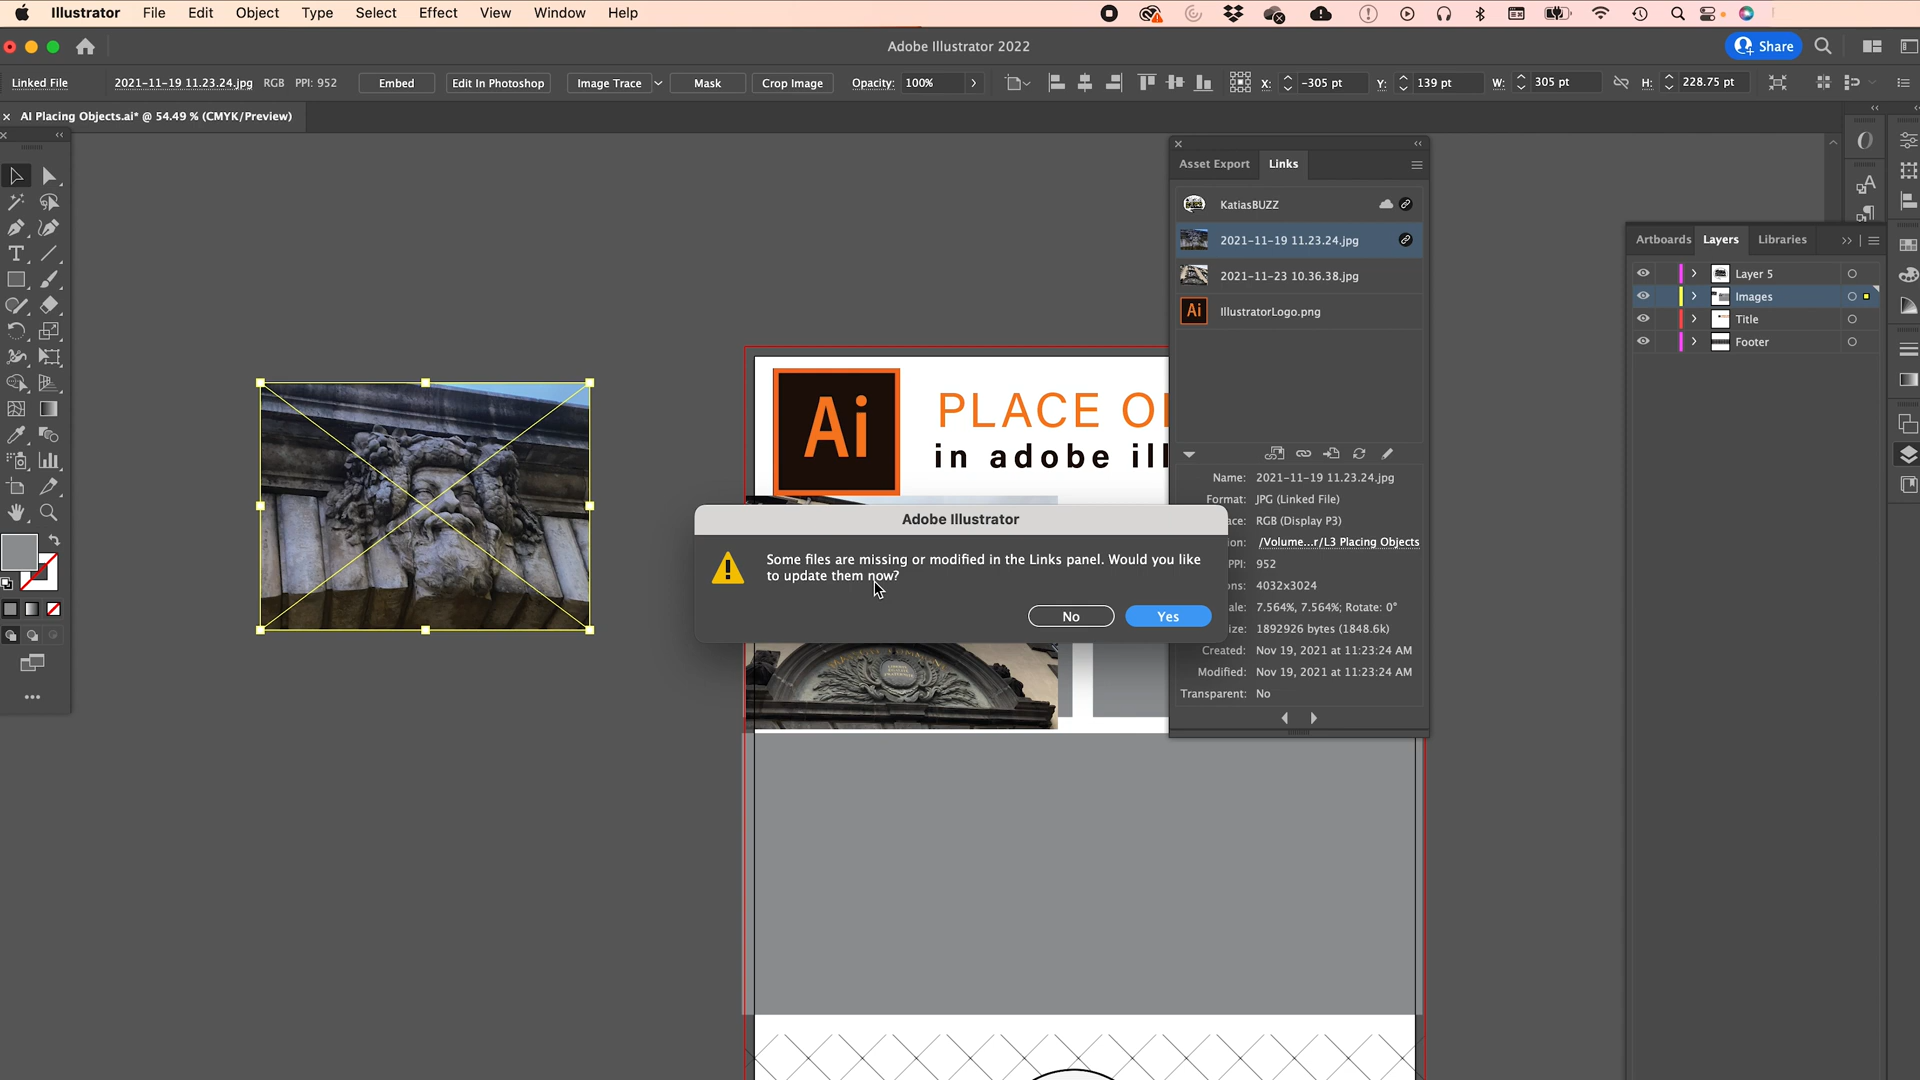 Illustrator File Edit Object Type Select Effect View Window Help
Adobe Illustrator 2022
Share
Linked File 2021-11-19 11.23.24.jpg RGB PPI: 952 Embed Edit In Photoshop Image Trace Mask Crop Image Opacity: 100% X: -305 pt Y: 139 pt W: 305 pt H: 228.75 pt
AI Placing Objects.ai* @ 54.49 % (CMYK/Preview)
Asset Export Links
KatiasBUZZ
2021-11-19 11.23.24.jpg
2021-11-23 10.36.38.jpg
Ai IllustratorLogo.png
Artboards Layers Libraries
Layer 5
Images
Title
Footer
Ai
PLACE O
in adobe ill
Name: 2021-11-19 11.23.24.jpg
Format: JPG (Linked File)
ace: RGB (Display P3)
ion: /Volume...r/L3 Placing Objects
PPI: 952
ons: 4032x3024
ale: 7.564%, 7.564%; Rotate: 0°
ize: 1892926 bytes (1848.6k)
Created: Nov 19, 2021 at 11:23:24 AM
Modified: Nov 19, 2021 at 11:23:24 AM
Transparent: No
Adobe Illustrator
Some files are missing or modified in the Links panel. Would you like
to update them now?
No Yes